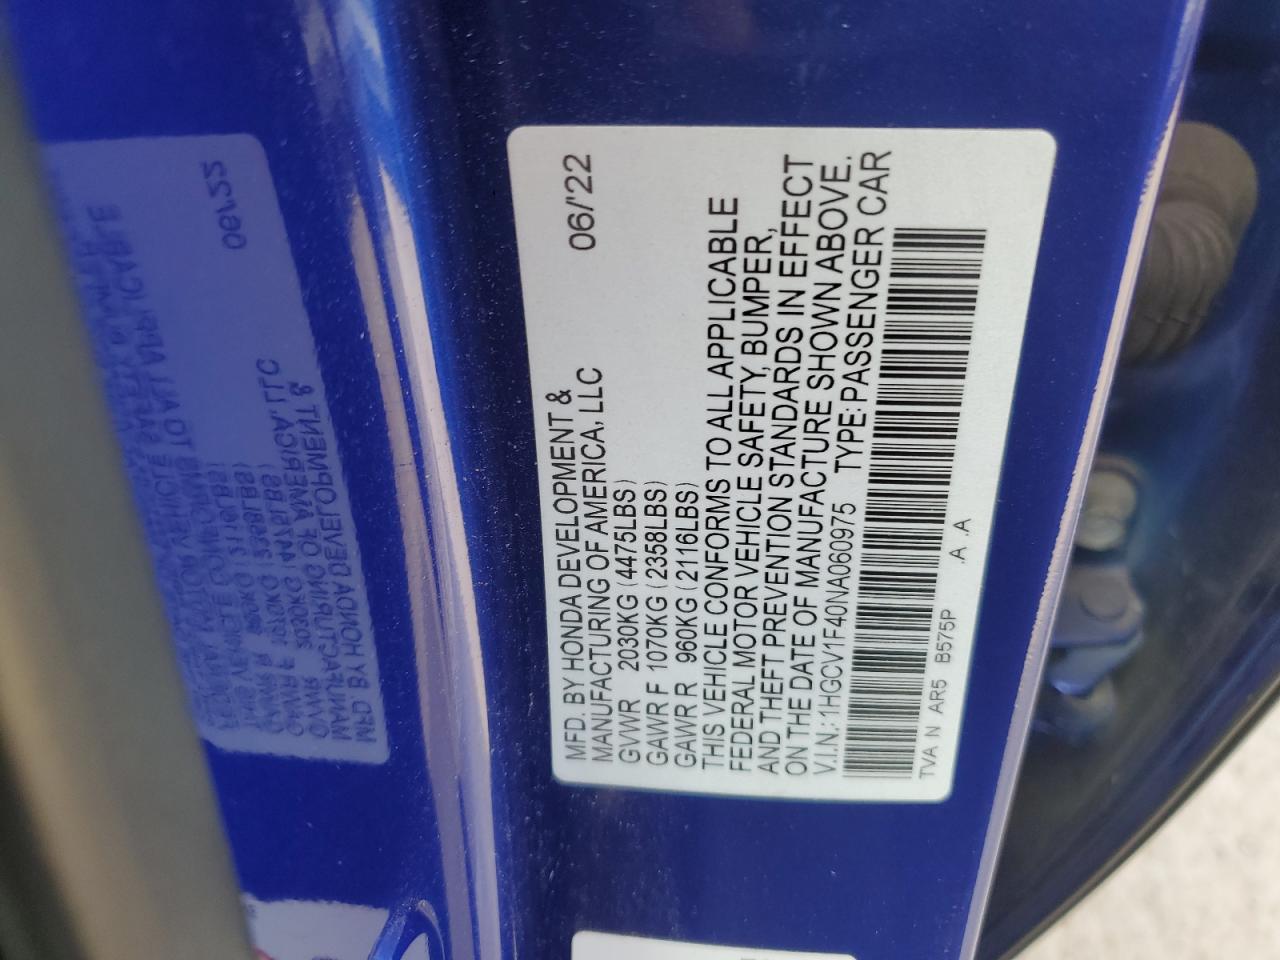 MFD. BY HONDA DEVELOPMENT &
MANUFACTURING OF AMERICA, LLC 06/'22
GVWR 2030KG (4475LBS)
GAWR F 1070KG (2358LBS)
GAWR R 960KG (2116LBS)
THIS VEHICLE CONFORMS TO ALL APPLICABLE
FEDERAL MOTOR VEHICLE SAFETY, BUMPER,
AND THEFT PREVENTION STANDARDS IN EFFECT
ON THE DATE OF MANUFACTURE SHOWN ABOVE.
V.I.N.: 1HGCV1F40NA060975 TYPE: PASSENGER CAR
TVA N AR5 B575P .A .A